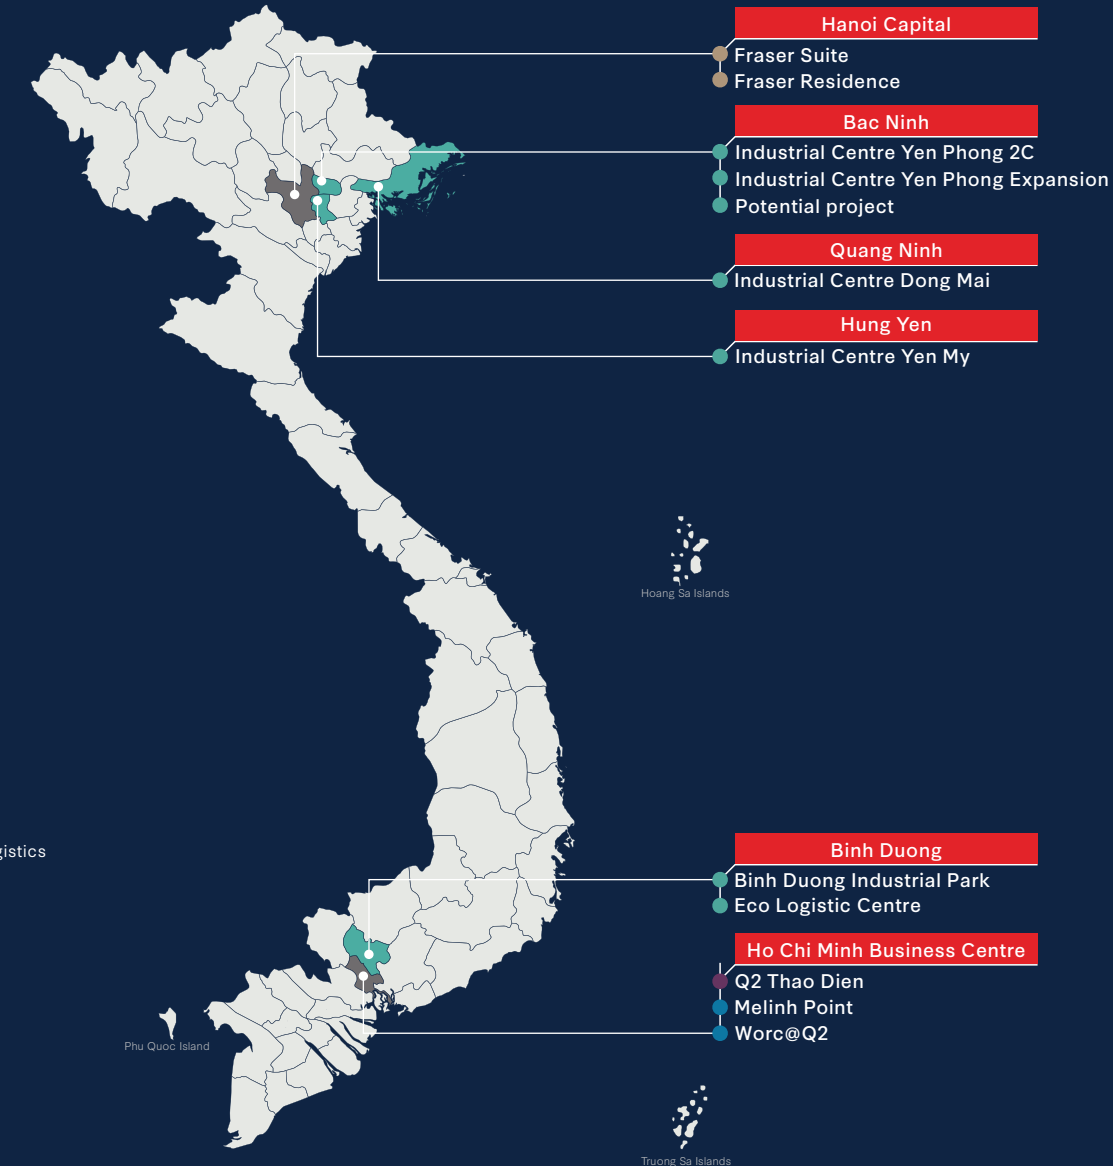 Hanoi Capital
Fraser Suite
Fraser Residence
Bac Ninh
Industrial Centre Yen Phong 2C
Industrial Centre Yen Phong Expansion
Potential project
Quang Ninh
Industrial Centre Dong Mai
Hung Yen
Industrial Centre Yen My
Hoang Sa Islands
gistics
Binh Duong
Binh Duong Industrial Park
Eco Logistic Centre
Ho Chi Minh Business Centre
Q2 Thao Dien
Melinh Point
Worc@Q2
Phu Quoc Island
Truong Sa Islands